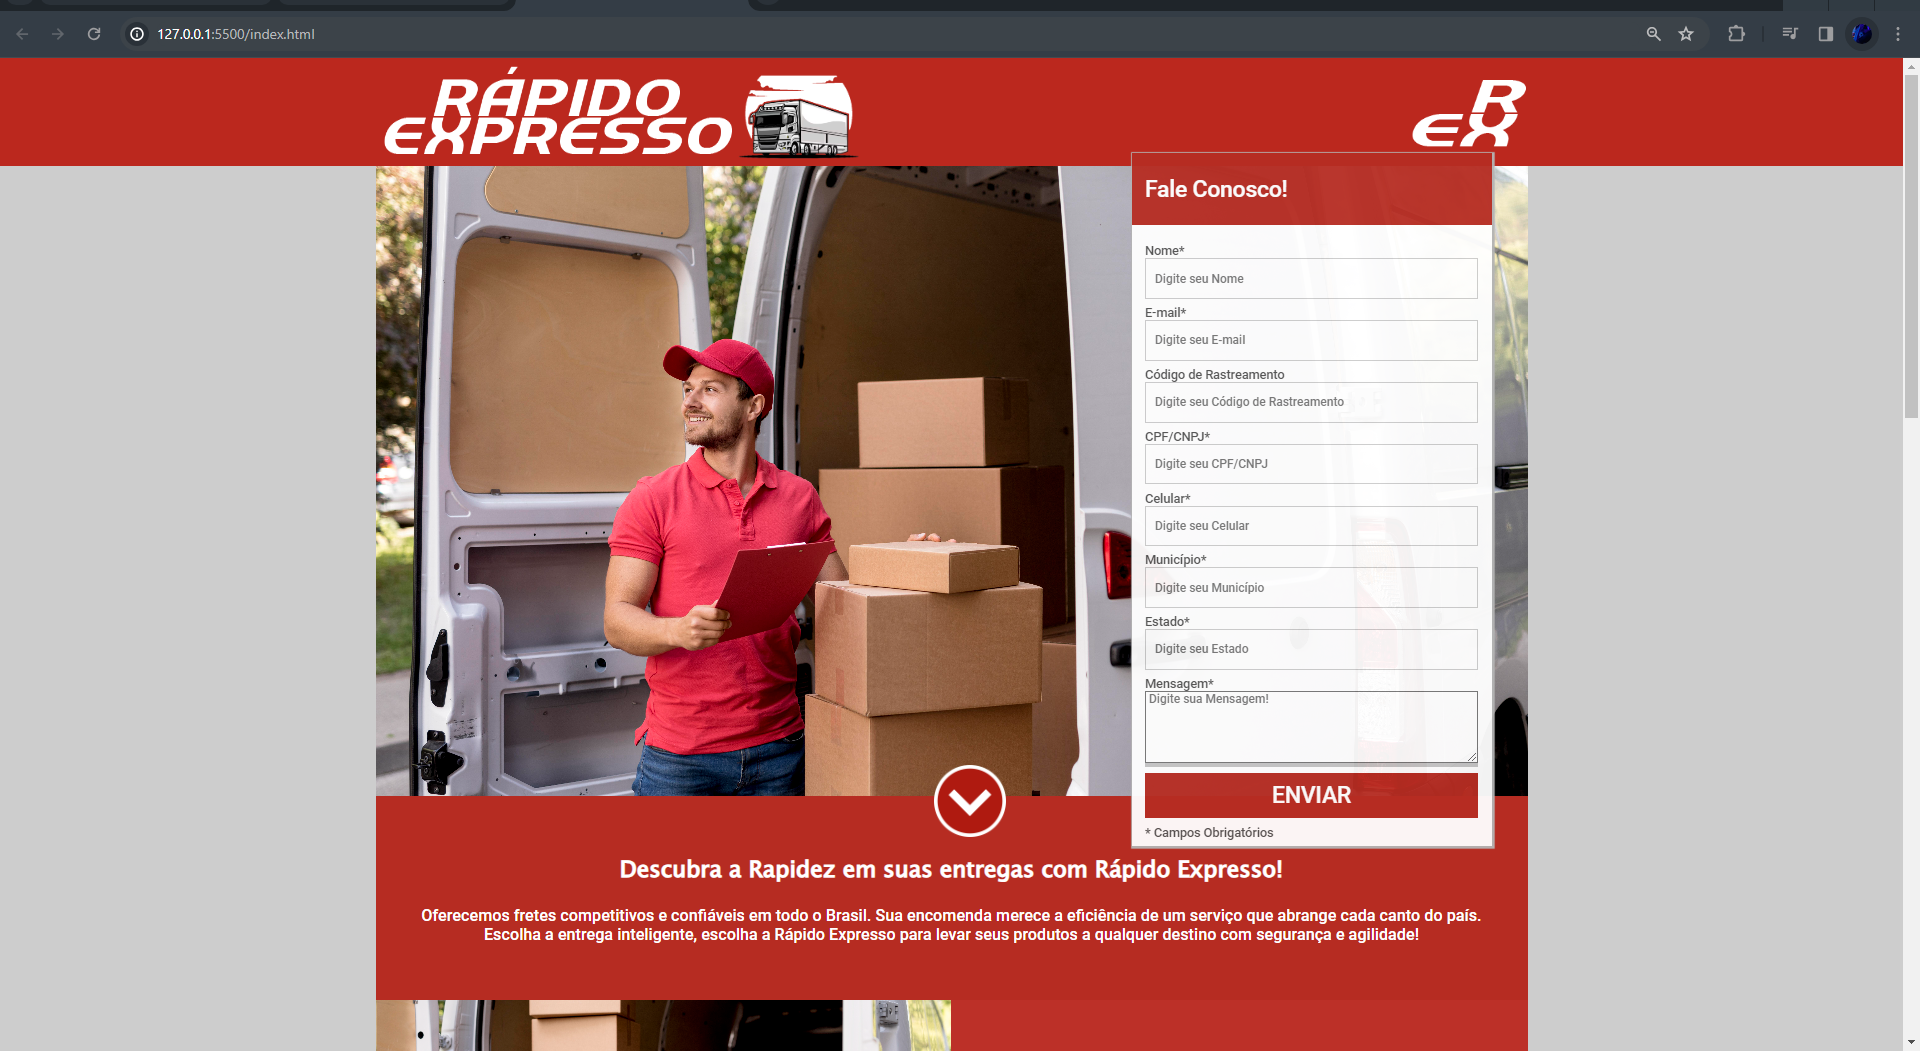 127.0.0.1:5500/index.html
RÁPIDO
EXPRESSO
R
EX
Fale Conosco!
Nome*
Digite seu Nome
E-mail*
Digite seu E-mail
Código de Rastreamento
Digite seu Código de Rastreamento
CPF/CNPJ*
Digite seu CPF/CNPJ
Celular*
Digite seu Celular
Município*
Digite seu Município
Estado*
Digite seu Estado
Mensagem*
Digite sua Mensagem!
ENVIAR
* Campos Obrigatórios
Descubra a Rapidez em suas entregas com Rápido Expresso!
Oferecemos fretes competitivos e confiáveis em todo o Brasil. Sua encomenda merece a eficiência de um serviço que abrange cada canto do país.
Escolha a entrega inteligente, escolha a Rápido Expresso para levar seus produtos a qualquer destino com segurança e agilidade!